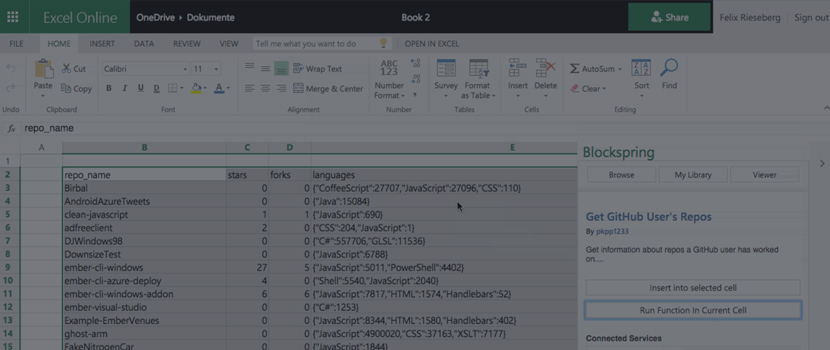 Excel Online OneDrive › Dokumente Book 2 Share Felix Rieseberg Sign out
FILE HOME INSERT DATA REVIEW VIEW Tell me what you want to do OPEN IN EXCEL
Paste Cut Calibri 11 ABC 123 Wrap Text AutoSum
Copy B I U D A Merge & Center Number Format Survey Format as Table Insert Delete Clear Sort Find
Undo Clipboard Font Alignment Number Tables Cells Editing
fx repo_name
A B C D E
1
2 repo_name stars forks languages
3 Birbal 0 0 {"CoffeeScript":27707,"JavaScript":27096,"CSS":110}
4 AndroidAzureTweets 0 0 {"Java":15084}
5 clean-javascript 1 1 {"JavaScript":690}
6 adfreeclient 2 0 {"CSS":204,"JavaScript":1}
7 DJWindows98 0 0 {"C#":557706,"GLSL":11536}
8 DownsizeTest 0 0 {"JavaScript":6788}
9 ember-cli-windows 27 5 {"JavaScript":5011,"PowerShell":4402}
10 ember-cli-azure-deploy 4 0 {"Shell":5540,"JavaScript":2040}
11 ember-cli-windows-addon 6 6 {"JavaScript":7817,"HTML":1574,"Handlebars":52}
12 ember-visual-studio 0 0 {"C#":1253}
13 Example-EmberVenues 0 0 {"JavaScript":8344,"HTML":1580,"Handlebars":402}
14 ghost-arm 0 0 {"JavaScript":4900020,"CSS":37163,"XSLT":7177}
15 FakeNitrogenCar 0 0 {"JavaScript":1844}
Blockspring
Browse My Library Viewer
Get GitHub User's Repos
By pkpp1233
Get information about repos a GitHub user has worked
on....
Insert into selected cell
Run Function In Current Cell
Connected Services